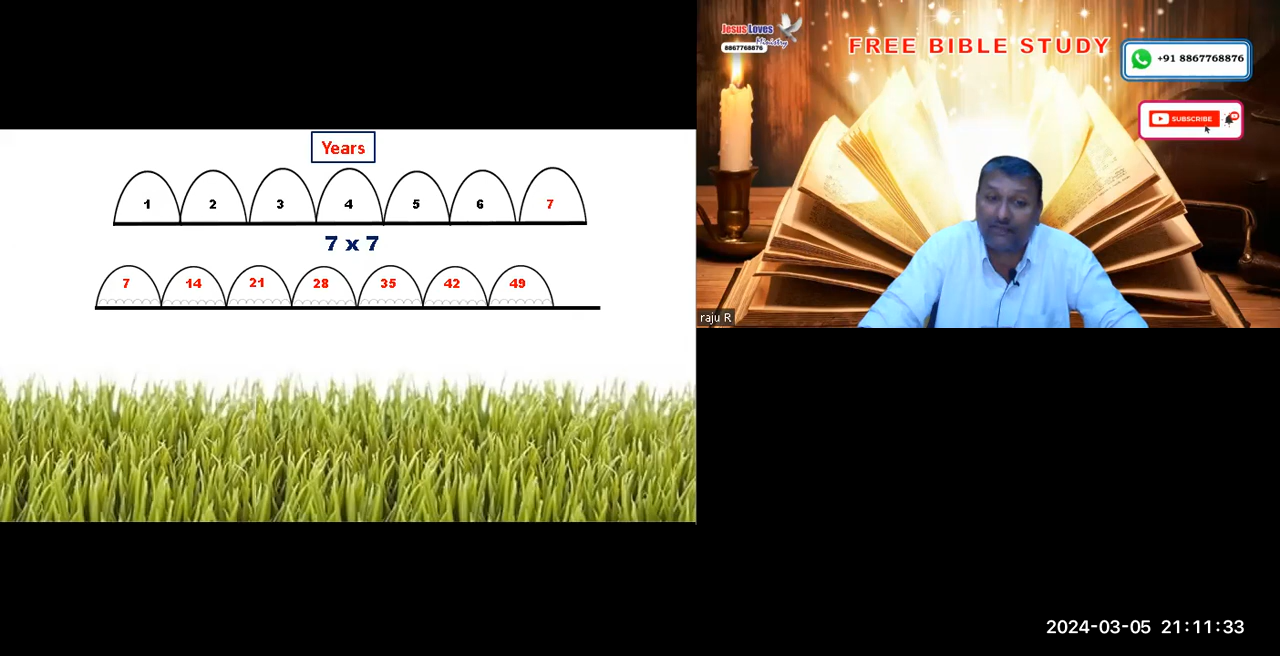 Years
1 2 3 4 5 6 7
7 x 7
7 14 21 28 35 42 49
Jesus Loves
Ministry
8867768876
FREE BIBLE STUDY
+91 8867768876
SUBSCRIBE
raju R
2024-03-05 21:11:33